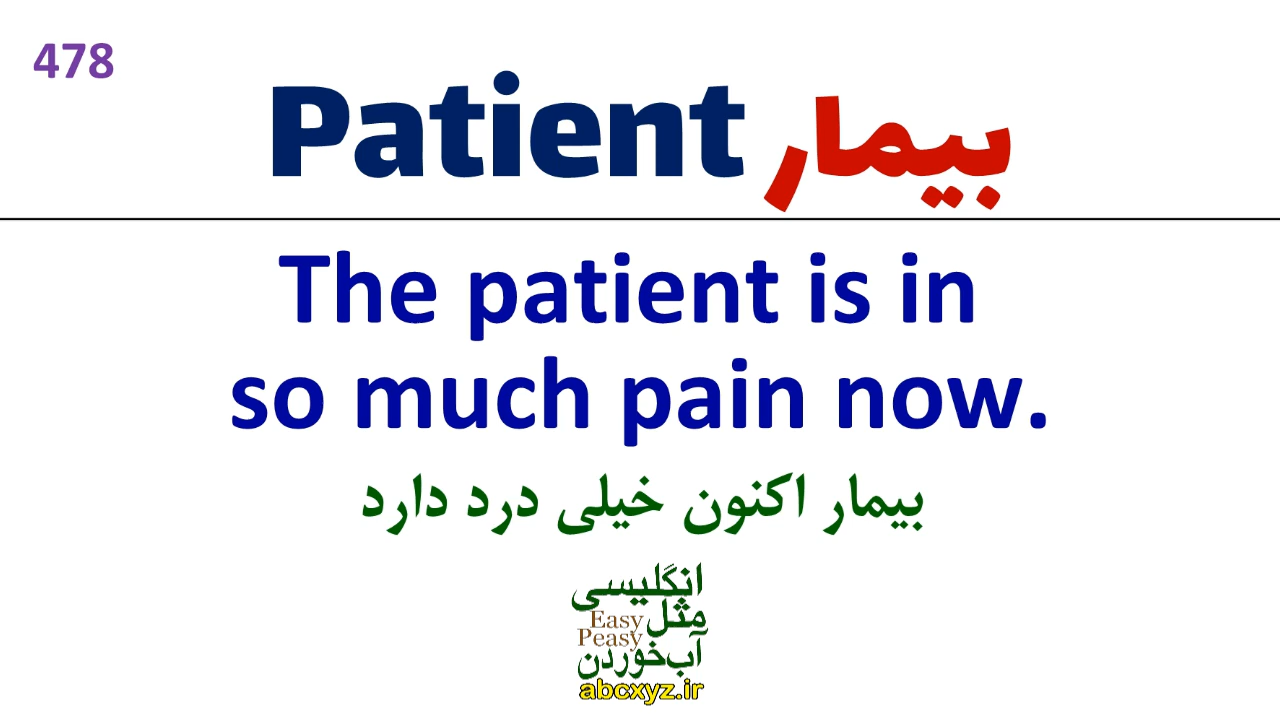 478
Patient بیمار
The patient is in
so much pain now.
بیمار اکنون خیلی درد دارد
انگلیسی
مثل
Easy
Peasy
آب‌خوردن
abcxyz.ir